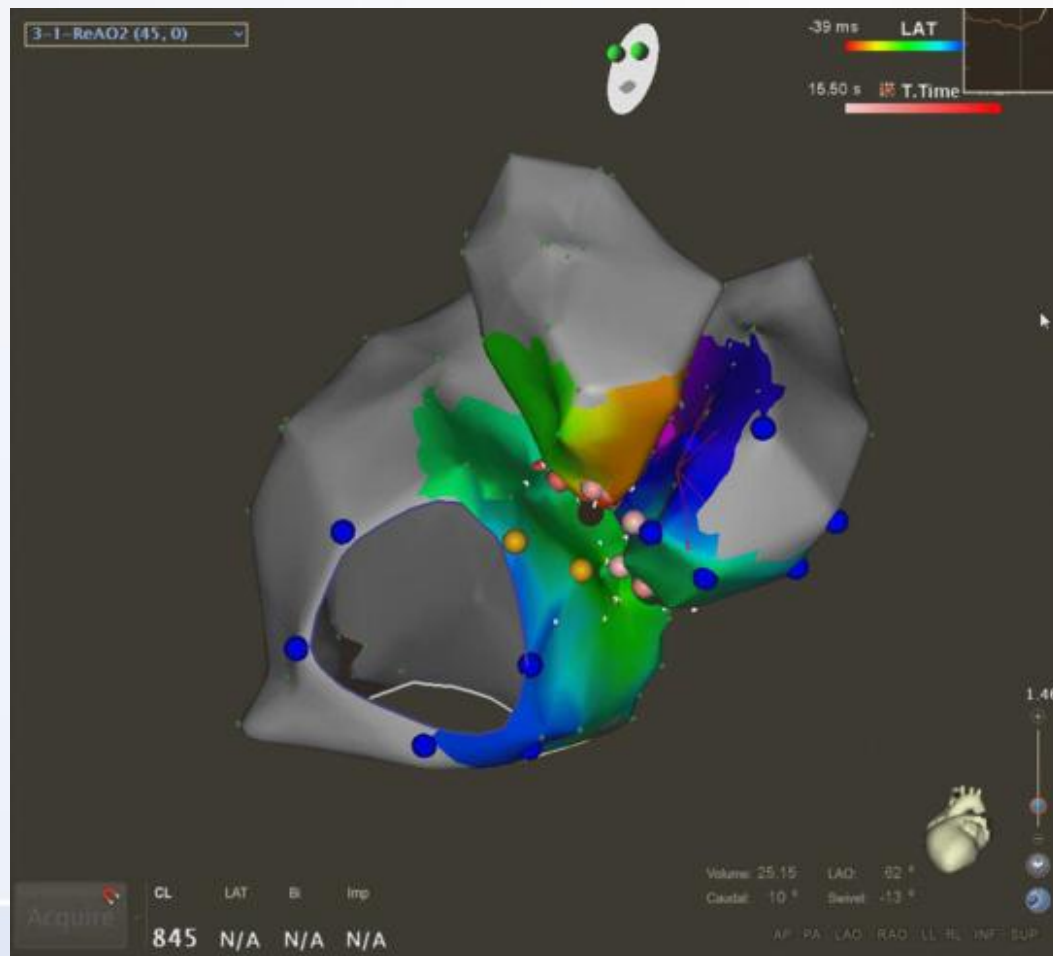 3-1-ReAO2 (45, 0)
-39 ms LAT
15.50 s T.Time
1.46
Volume: 25.15 LAO: 62 °
Caudal: 10 ° Swivel: -13 °
Acquire
CL LAT Bi Imp
845 N/A N/A N/A
AP PA LAO RAO LL RL INF SUP